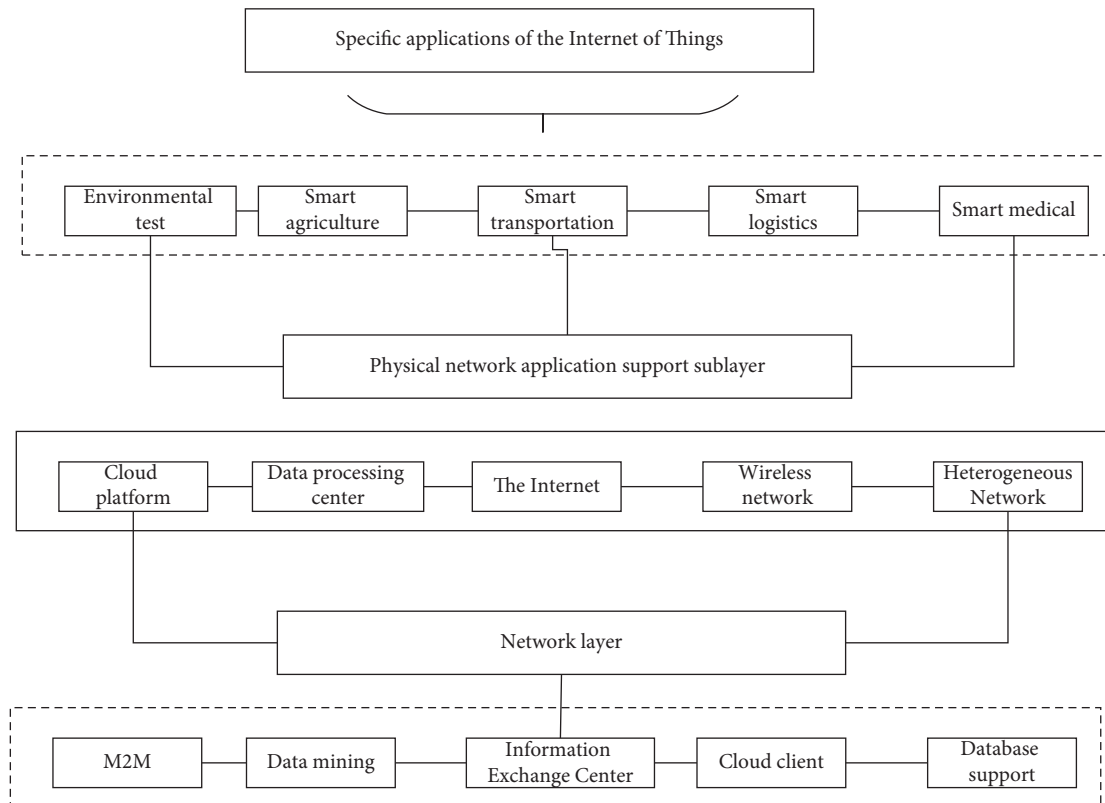 Specific applications of the Internet of Things
Environmental
test
Smart
agriculture
Smart
transportation
Smart
logistics
Smart medical
Physical network application support sublayer
Cloud
platform
Data processing
center
The Internet
Wireless
network
Heterogeneous
Network
Network layer
M2M
Data mining
Information
Exchange Center
Cloud client
Database
support